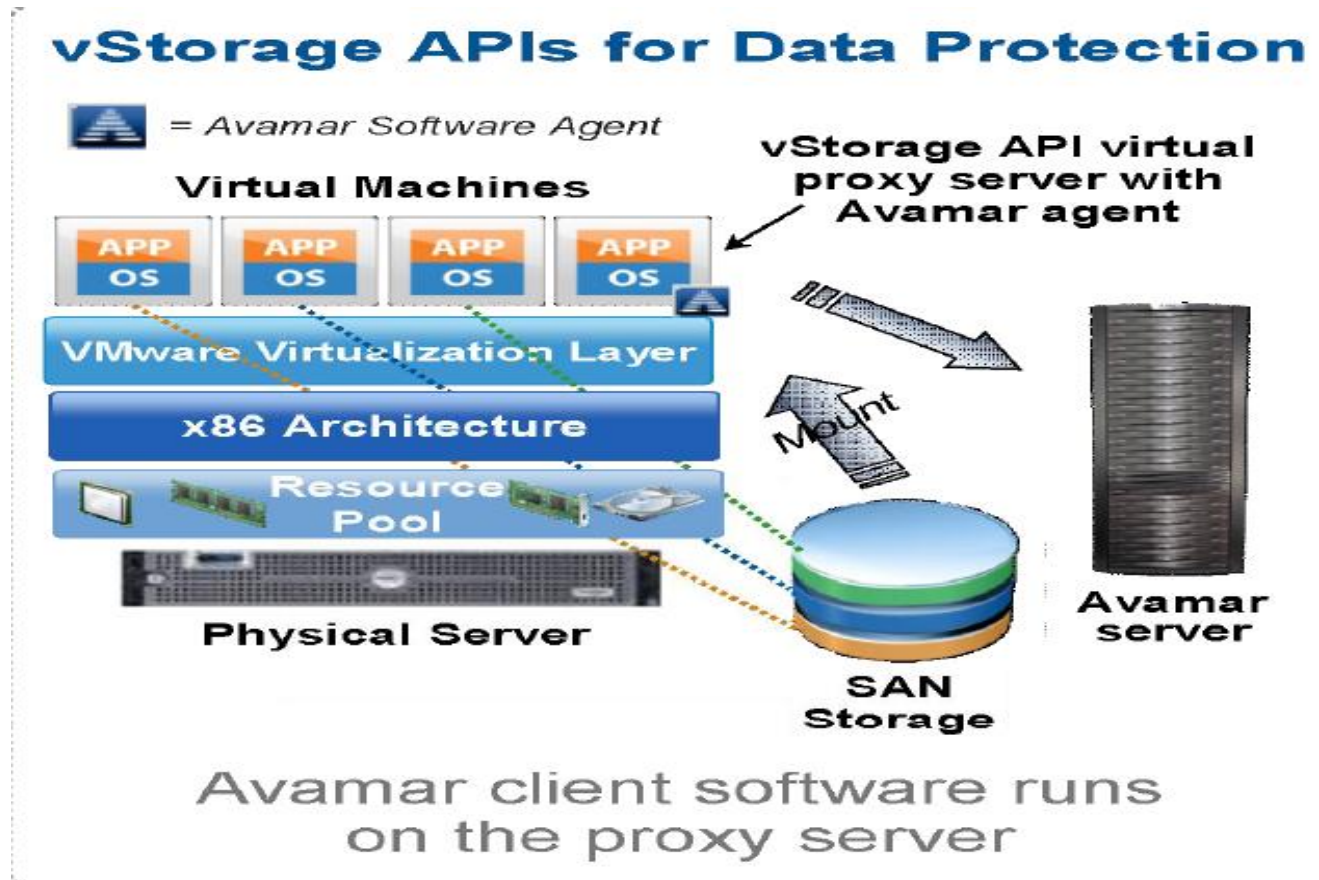 vStorage APIs for Data Protection
= Avamar Software Agent
vStorage API virtual
proxy server with
Avamar agent
Virtual Machines
APP
OS
APP
OS
APP
OS
APP
OS
VMware Virtualization Layer
x86 Architecture
Mount
Resource
Pool
Physical Server
Avamar
server
SAN
Storage
Avamar client software runs
on the proxy server